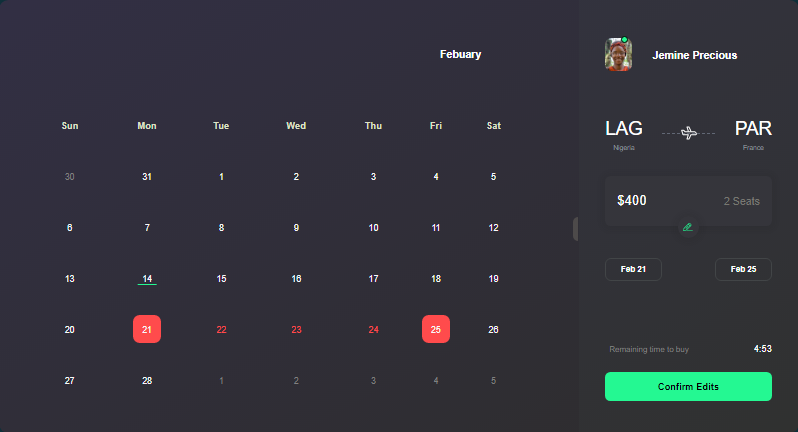 Febuary
Sun Mon Tue Wed Thu Fri Sat
30 31 1 2 3 4 5
6 7 8 9 10 11 12
13 14 15 16 17 18 19
20 21 22 23 24 25 26
27 28 1 2 3 4 5
Jemine Precious
LAG PAR
Nigeria France
$400 2 Seats
Feb 21 Feb 25
Remaining time to buy 4:53
Confirm Edits